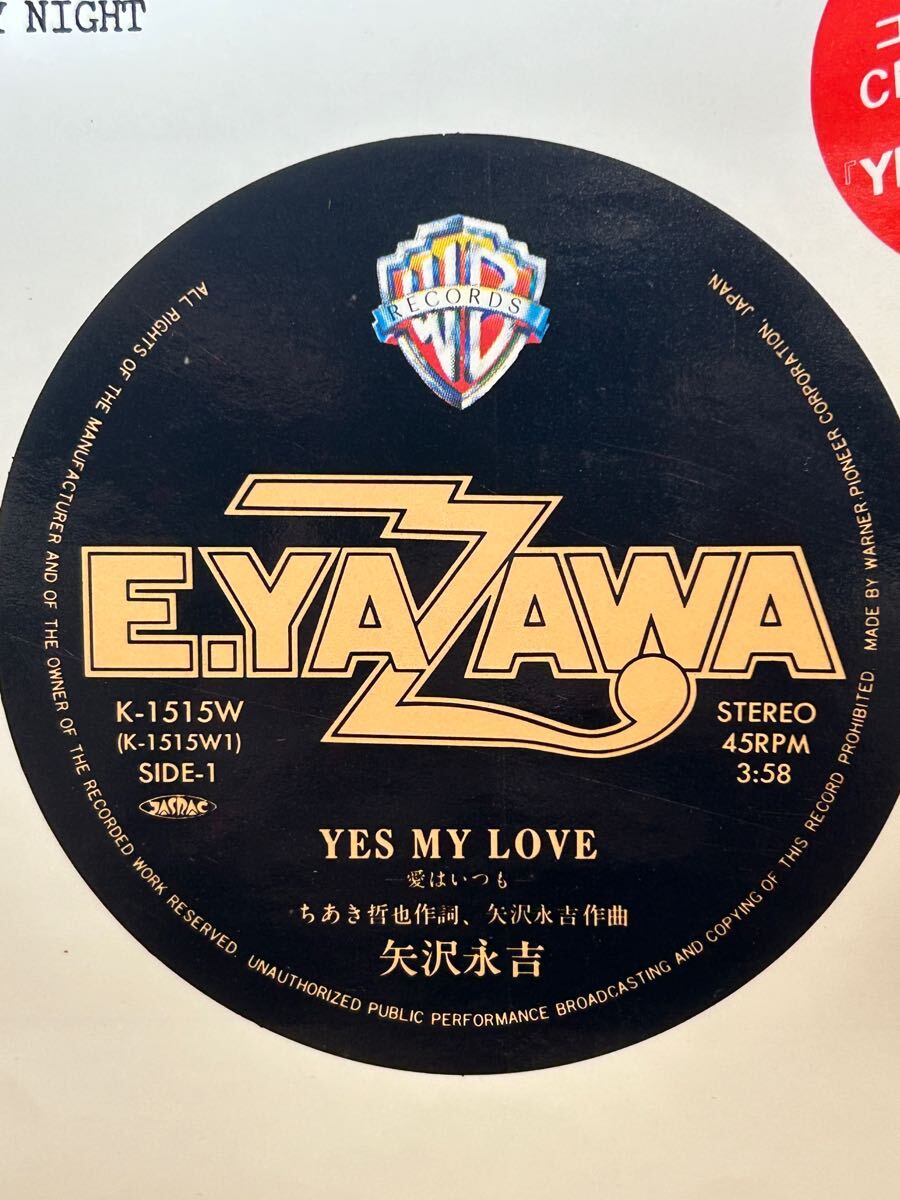 NIGHT
『Y
WB
RECORDS
E.YAZAWA
K-1515W
(K-1515W1)
SIDE-1
JASRAC
STEREO
45RPM
3:58
YES MY LOVE
—愛はいつも—
ちあき哲也作詞、矢沢永吉作曲
矢沢永吉
ALL RIGHTS OF THE MANUFACTURER AND OF THE OWNER OF THE RECORDED WORK RESERVED. UNAUTHORIZED PUBLIC PERFORMANCE BROADCASTING AND COPYING OF THIS RECORD PROHIBITED. MADE BY WARNER-PIONEER CORPORATION, JAPAN